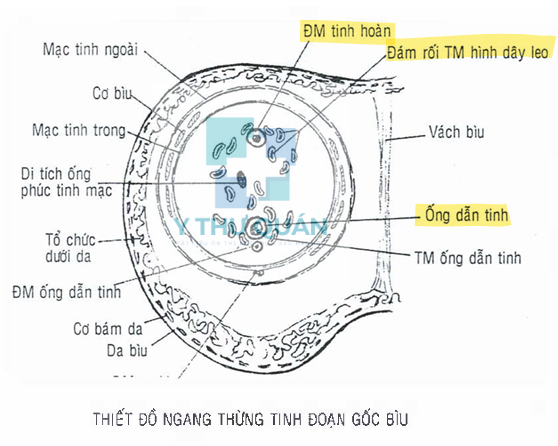 ĐM tinh hoàn
Mạc tinh ngoài
Đám rối TM hình dây leo
Cơ bìu
Mạc tinh trong
Vách bìu
Di tích ống
phúc tinh mạc
Y THƯ QUÁN
Ống dẫn tinh
Tổ chức
dưới da
TM ống dẫn tinh
ĐM ống dẫn tinh
Cơ bám da
Da bìu
THIẾT ĐỒ NGANG THỪNG TINH ĐOẠN GỐC BÌU